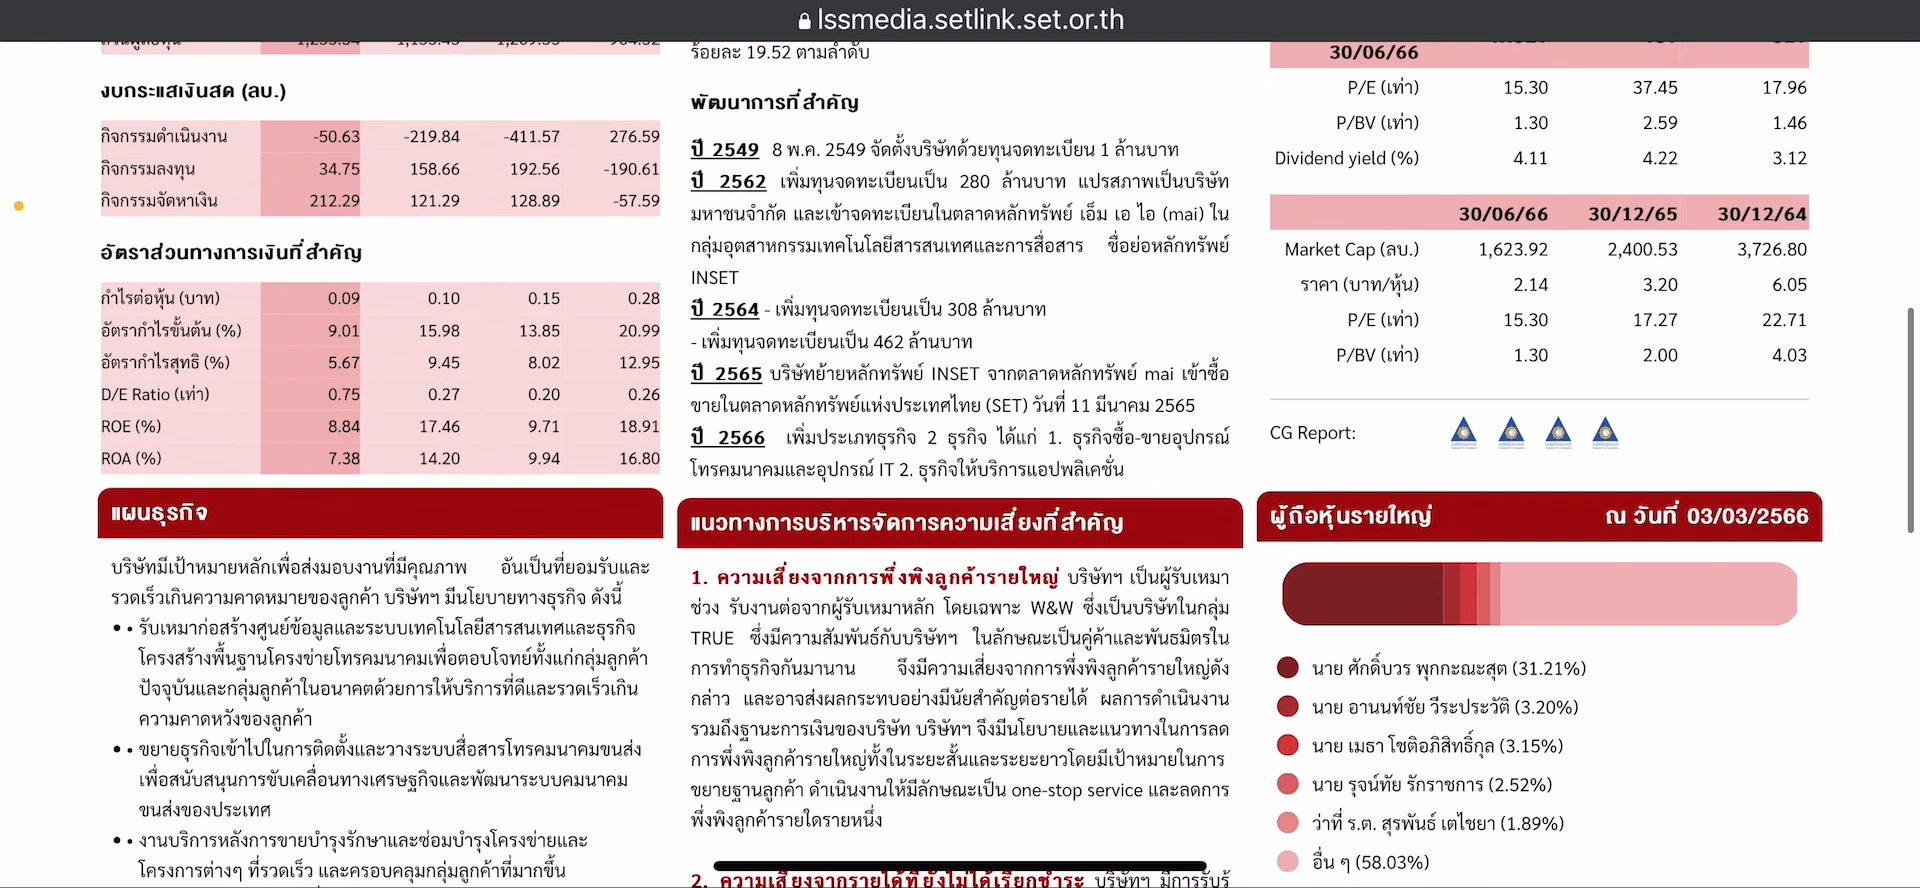 lssmedia.setlink.set.or.th
งบกระแสเงินสด (ลบ.)
กิจกรรมดำเนินงาน -50.63 -219.84 -411.57 276.59
กิจกรรมลงทุน 34.75 158.66 192.56 -190.61
กิจกรรมจัดหาเงิน 212.29 121.29 128.89 -57.59
อัตราส่วนทางการเงินที่สำคัญ
กำไรต่อหุ้น (บาท) 0.09 0.10 0.15 0.28
อัตรากำไรขั้นต้น (%) 9.01 15.98 13.85 20.99
อัตรากำไรสุทธิ (%) 5.67 9.45 8.02 12.95
D/E Ratio (เท่า) 0.75 0.27 0.20 0.26
ROE (%) 8.84 17.46 9.71 18.91
ROA (%) 7.38 14.20 9.94 16.80
แผนธุรกิจ
บริษัทมีเป้าหมายหลักเพื่อส่งมอบงานที่มีคุณภาพ อันเป็นที่ยอมรับและ
รวดเร็วเกินความคาดหมายของลูกค้า บริษัทฯ มีนโยบายทางธุรกิจ ดังนี้
• • รับเหมาก่อสร้างศูนย์ข้อมูลและระบบเทคโนโลยีสารสนเทศและธุรกิจ
โครงสร้างพื้นฐานโครงข่ายโทรคมนาคมเพื่อตอบโจทย์ทั้งแก่กลุ่มลูกค้า
ปัจจุบันและกลุ่มลูกค้าในอนาคตด้วยการให้บริการที่ดีและรวดเร็วเกิน
ความคาดหวังของลูกค้า
• • ขยายธุรกิจเข้าไปในการติดตั้งและวางระบบสื่อสารโทรคมนาคมขนส่ง
เพื่อสนับสนุนการขับเคลื่อนทางเศรษฐกิจและพัฒนาระบบคมนาคม
ขนส่งของประเทศ
• • งานบริการหลังการขายบำรุงรักษาและซ่อมบำรุงโครงข่ายและ
โครงการต่างๆ ที่รวดเร็ว และครอบคลุมกลุ่มลูกค้าที่มากขึ้น
ร้อยละ 19.52 ตามลำดับ
พัฒนาการที่สำคัญ
ปี 2549 8 พ.ค. 2549 จัดตั้งบริษัทด้วยทุนจดทะเบียน 1 ล้านบาท
ปี 2562 เพิ่มทุนจดทะเบียนเป็น 280 ล้านบาท แปรสภาพเป็นบริษัท
มหาชนจำกัด และเข้าจดทะเบียนในตลาดหลักทรัพย์ เอ็ม เอ ไอ (mai) ใน
กลุ่มอุตสาหกรรมเทคโนโลยีสารสนเทศและการสื่อสาร ชื่อย่อหลักทรัพย์
INSET
ปี 2564 - เพิ่มทุนจดทะเบียนเป็น 308 ล้านบาท
- เพิ่มทุนจดทะเบียนเป็น 462 ล้านบาท
ปี 2565 บริษัทย้ายหลักทรัพย์ INSET จากตลาดหลักทรัพย์ mai เข้าซื้อ
ขายในตลาดหลักทรัพย์แห่งประเทศไทย (SET) วันที่ 11 มีนาคม 2565
ปี 2566 เพิ่มประเภทธุรกิจ 2 ธุรกิจ ได้แก่ 1. ธุรกิจซื้อ-ขายอุปกรณ์
โทรคมนาคมและอุปกรณ์ IT 2. ธุรกิจให้บริการแอปพลิเคชั่น
แนวทางการบริหารจัดการความเสี่ยงที่สำคัญ
1. ความเสี่ยงจากการพึ่งพิงลูกค้ารายใหญ่ บริษัทฯ เป็นผู้รับเหมา
ช่วง รับงานต่อจากผู้รับเหมาหลัก โดยเฉพาะ W&W ซึ่งเป็นบริษัทในกลุ่ม
TRUE ซึ่งมีความสัมพันธ์กับบริษัทฯ ในลักษณะเป็นคู่ค้าและพันธมิตรใน
การทำธุรกิจกันมานาน จึงมีความเสี่ยงจากการพึ่งพิงลูกค้ารายใหญ่ดัง
กล่าว และอาจส่งผลกระทบอย่างมีนัยสำคัญต่อรายได้ ผลการดำเนินงาน
รวมถึงฐานะการเงินของบริษัท บริษัทฯ จึงมีนโยบายและแนวทางในการลด
การพึ่งพิงลูกค้ารายใหญ่ทั้งในระยะสั้นและระยะยาวโดยมีเป้าหมายในการ
ขยายฐานลูกค้า ดำเนินงานให้มีลักษณะเป็น one-stop service และลดการ
พึ่งพิงลูกค้ารายใดรายหนึ่ง
2. ความเสี่ยงจากรายได้ที่ยังไม่ได้เรียกชำระ บริษัทฯ มีการรับรู้
30/06/66
P/E (เท่า) 15.30 37.45 17.96
P/BV (เท่า) 1.30 2.59 1.46
Dividend yield (%) 4.11 4.22 3.12
30/06/66 30/12/65 30/12/64
Market Cap (ลบ.) 1,623.92 2,400.53 3,726.80
ราคา (บาท/หุ้น) 2.14 3.20 6.05
P/E (เท่า) 15.30 17.27 22.71
P/BV (เท่า) 1.30 2.00 4.03
CG Report:
ผู้ถือหุ้นรายใหญ่ ณ วันที่ 03/03/2566
นาย ศักดิ์บวร พุกกะณะสุต (31.21%)
นาย อานนท์ชัย วีระประวัติ (3.20%)
นาย เมธา โชติอภิสิทธิ์กุล (3.15%)
นาย รุจน์ทัย รักราชการ (2.52%)
ว่าที่ ร.ต. สุรพันธ์ เตไชยา (1.89%)
อื่น ๆ (58.03%)